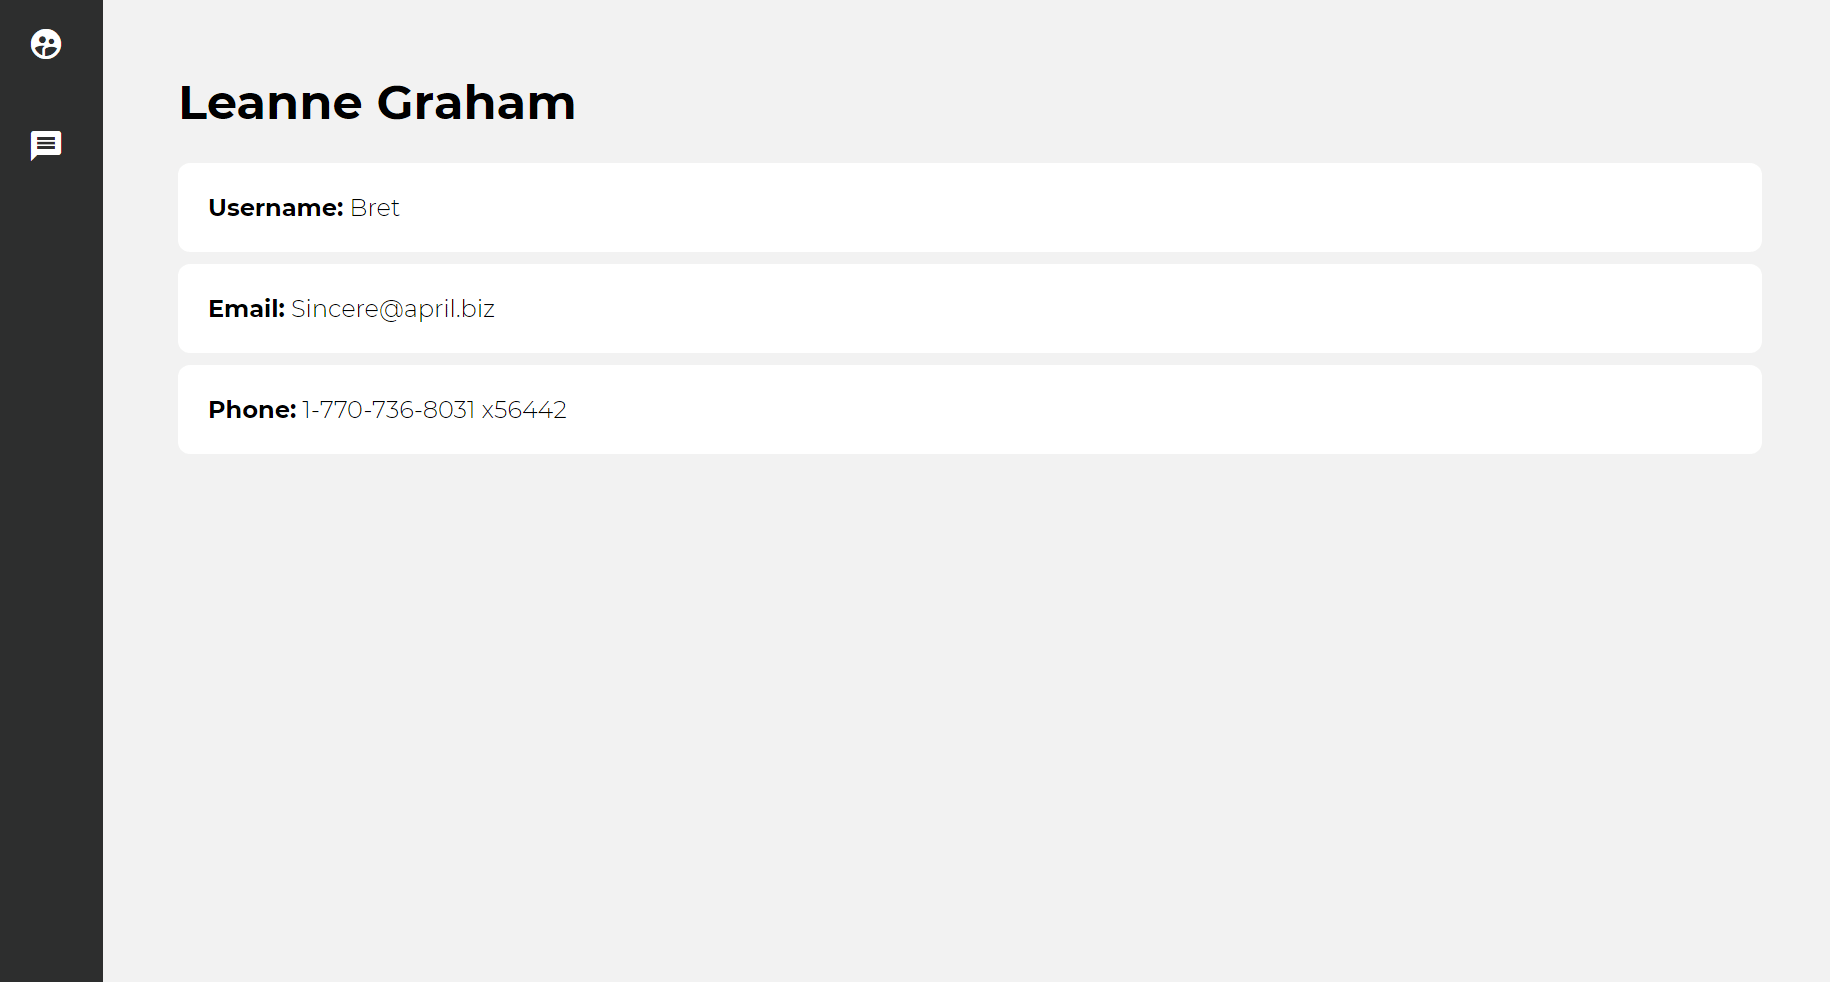 Leanne Graham
Username: Bret
Email: Sincere@april.biz
Phone: 1-770-736-8031 x56442